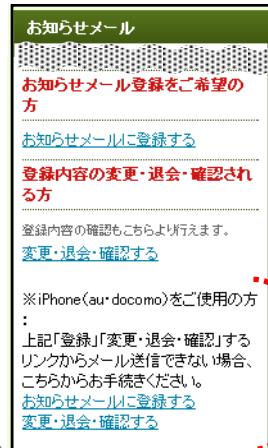 お知らせメール
お知らせメール登録をご希望の
方
お知らせメールに登録する
登録内容の変更・退会・確認され
る方
登録内容の確認もこちらより行えます。
変更・退会・確認する
※iPhone(au・docomo)をご使用の方
:
上記「登録」「変更・退会・確認」する
リンクからメール送信できない場合、
こちらからお手続きください。
お知らせメールに登録する
変更・退会・確認する